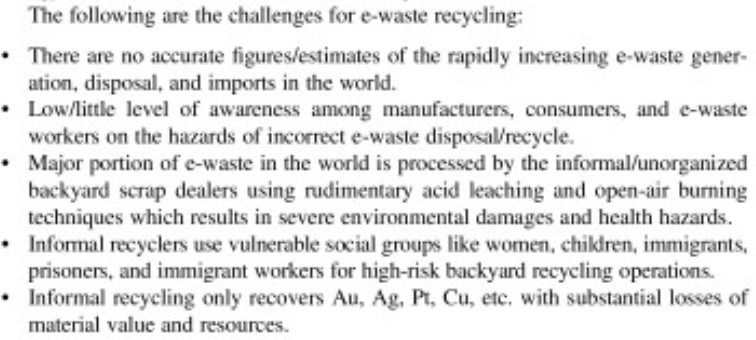 The following are the challenges for e-waste recycling:
• There are no accurate figures/estimates of the rapidly increasing e-waste gener-
ation, disposal, and imports in the world.
• Low/little level of awareness among manufacturers, consumers, and e-waste
workers on the hazards of incorrect e-waste disposal/recycle.
• Major portion of e-waste in the world is processed by the informal/unorganized
backyard scrap dealers using rudimentary acid leaching and open-air burning
techniques which results in severe environmental damages and health hazards.
• Informal recyclers use vulnerable social groups like women, children, immigrants,
prisoners, and immigrant workers for high-risk backyard recycling operations.
• Informal recycling only recovers Au, Ag, Pt, Cu, etc. with substantial losses of
material value and resources.